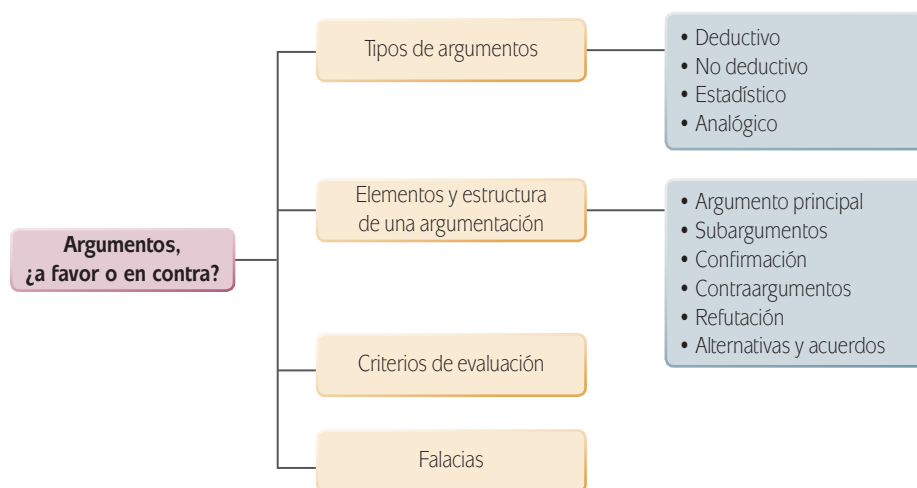 Tipos de argumentos
• Deductivo
• No deductivo
• Estadístico
• Analógico
Elementos y estructura
de una argumentación
• Argumento principal
• Subargumentos
• Confirmación
• Contraargumentos
• Refutación
• Alternativas y acuerdos
Argumentos,
¿a favor o en contra?
Criterios de evaluación
Falacias